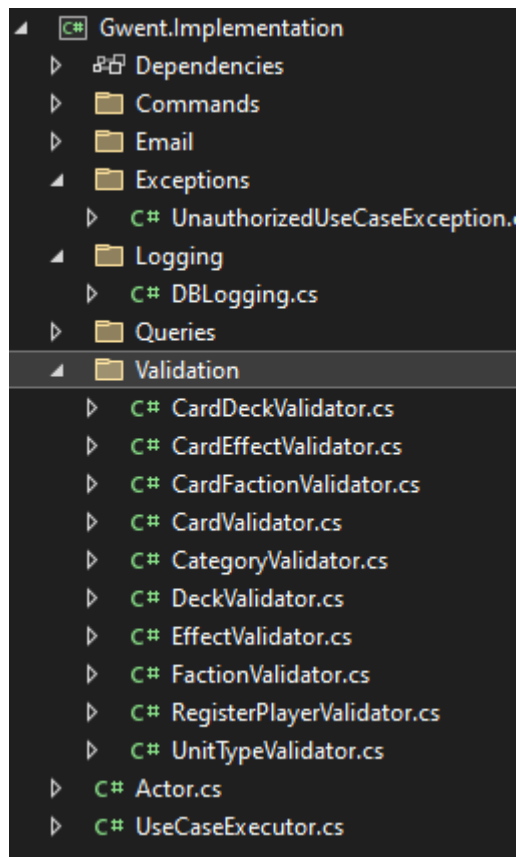 C# Gwent.Implementation
Dependencies
Commands
Email
Exceptions
C# UnauthorizedUseCaseException.
Logging
C# DBLogging.cs
Queries
Validation
C# CardDeckValidator.cs
C# CardEffectValidator.cs
C# CardFactionValidator.cs
C# CardValidator.cs
C# CategoryValidator.cs
C# DeckValidator.cs
C# EffectValidator.cs
C# FactionValidator.cs
C# RegisterPlayerValidator.cs
C# UnitTypeValidator.cs
C# Actor.cs
C# UseCaseExecutor.cs